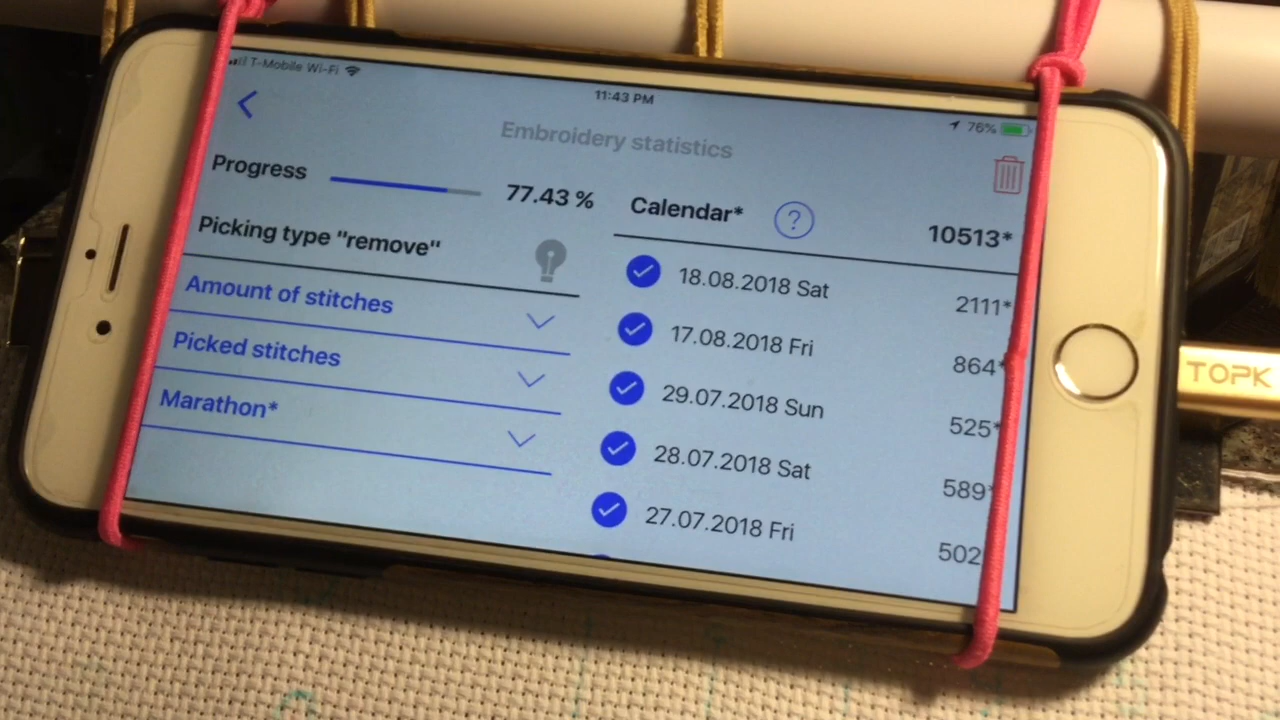 T-Mobile Wi-Fi
11:43 PM
76%
Embroidery statistics
Progress
77.43 %
Picking type "remove"
Amount of stitches
Picked stitches
Marathon*
Calendar* ?
10513*
18.08.2018 Sat 2111*
17.08.2018 Fri 864*
29.07.2018 Sun 525*
28.07.2018 Sat 589*
27.07.2018 Fri 502
TOPK